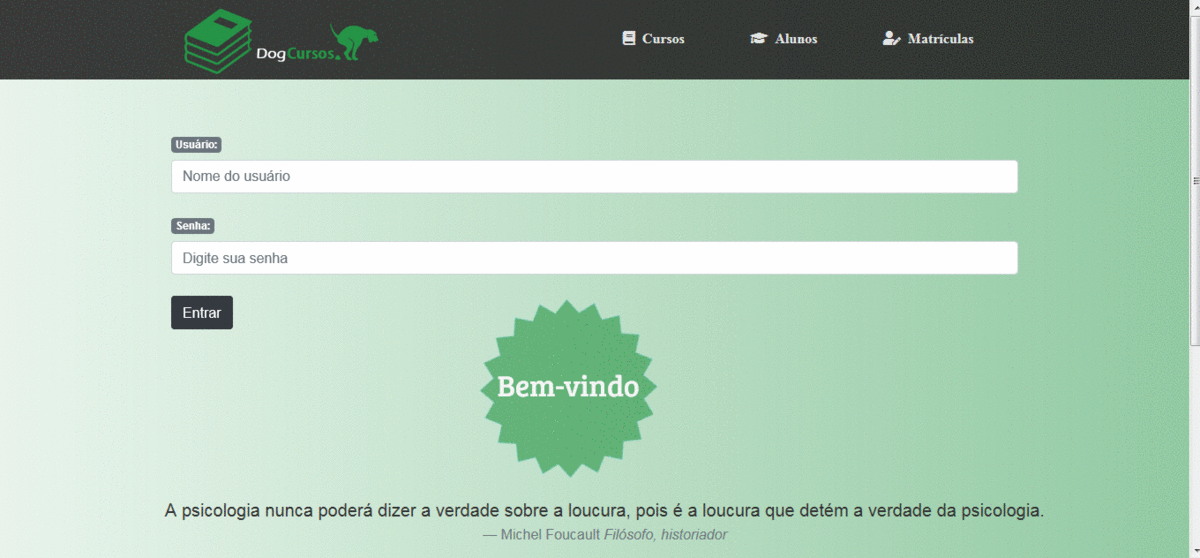 DogCursos.
Cursos
Alunos
Matrículas
Usuário:
Nome do usuário
Senha:
Digite sua senha
Entrar
Bem-vindo
A psicologia nunca poderá dizer a verdade sobre a loucura, pois é a loucura que detém a verdade da psicologia.
— Michel Foucault Filósofo, historiador